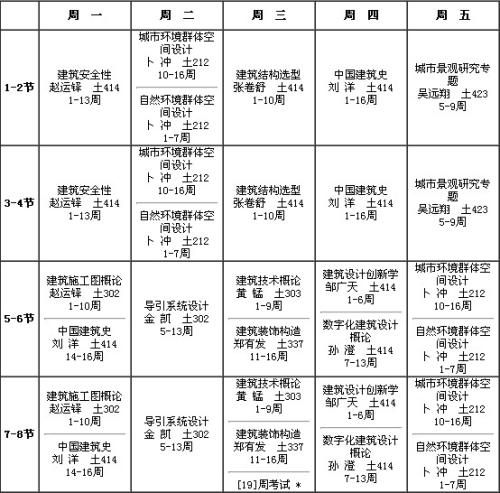 周 一 周 二 周 三 周 四 周 五
1-2节
建筑安全性
赵运铎 土414
1-13周
城市环境群体空
间设计
卜 冲 土212
10-16周
自然环境群体空
间设计
卜 冲 土212
1-7周
建筑结构选型
张卷舒 土414
1-10周
中国建筑史
刘 洋 土414
1-16周
城市景观研究专
题
吴远翔 土423
5-9周
3-4节
建筑安全性
赵运铎 土414
1-13周
城市环境群体空
间设计
卜 冲 土212
10-16周
自然环境群体空
间设计
卜 冲 土212
1-7周
建筑结构选型
张卷舒 土414
1-10周
中国建筑史
刘 洋 土414
1-16周
城市景观研究专
题
吴远翔 土423
5-9周
5-6节
建筑施工图概论
赵运铎 土302
1-10周
中国建筑史
刘 洋 土414
14-16周
导引系统设计
金 凯 土302
5-13周
建筑技术概论
黄 锰 土303
1-9周
建筑装饰构造
郑有发 土337
11-16周
建筑设计创新学
邹广天 土414
1-6周
数字化建筑设计
概论
孙 澄 土414
7-13周
城市环境群体空
间设计
卜 冲 土212
10-16周
自然环境群体空
间设计
卜 冲 土212
1-7周
7-8节
建筑施工图概论
赵运铎 土302
1-10周
中国建筑史
刘 洋 土414
14-16周
导引系统设计
金 凯 土302
5-13周
建筑技术概论
黄 锰 土303
1-9周
建筑装饰构造
郑有发 土337
11-16周
[19]周考试 *
建筑设计创新学
邹广天 土414
1-6周
数字化建筑设计
概论
孙 澄 土414
7-13周
城市环境群体空
间设计
卜 冲 土212
10-16周
自然环境群体空
间设计
卜 冲 土212
1-7周